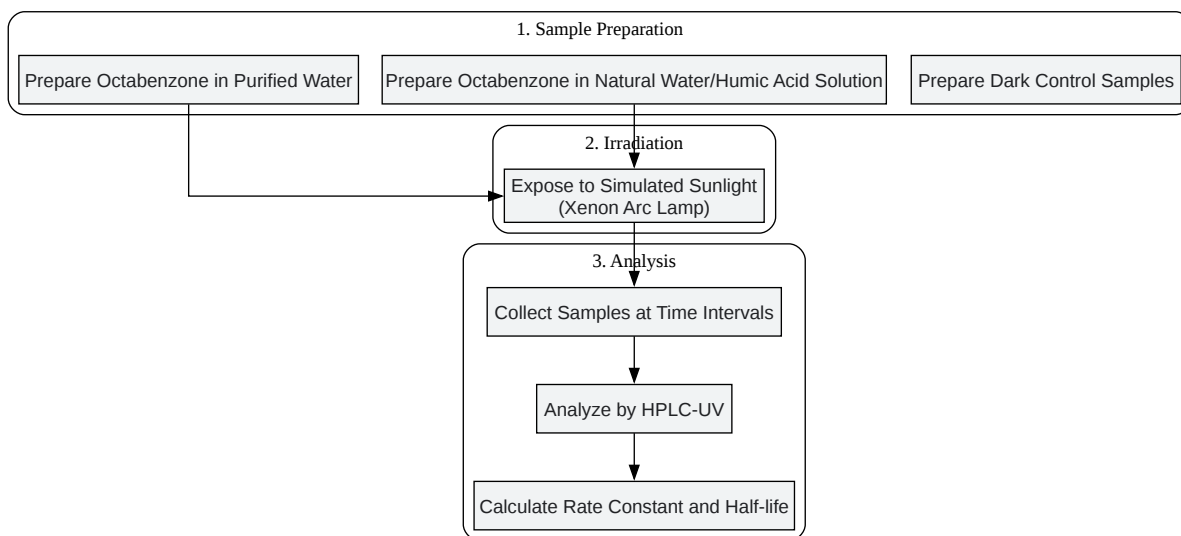 1. Sample Preparation
Prepare Octabenzone in Purified Water
Prepare Octabenzone in Natural Water/Humic Acid Solution
Prepare Dark Control Samples
2. Irradiation
Expose to Simulated Sunlight
(Xenon Arc Lamp)
3. Analysis
Collect Samples at Time Intervals
Analyze by HPLC-UV
Calculate Rate Constant and Half-life